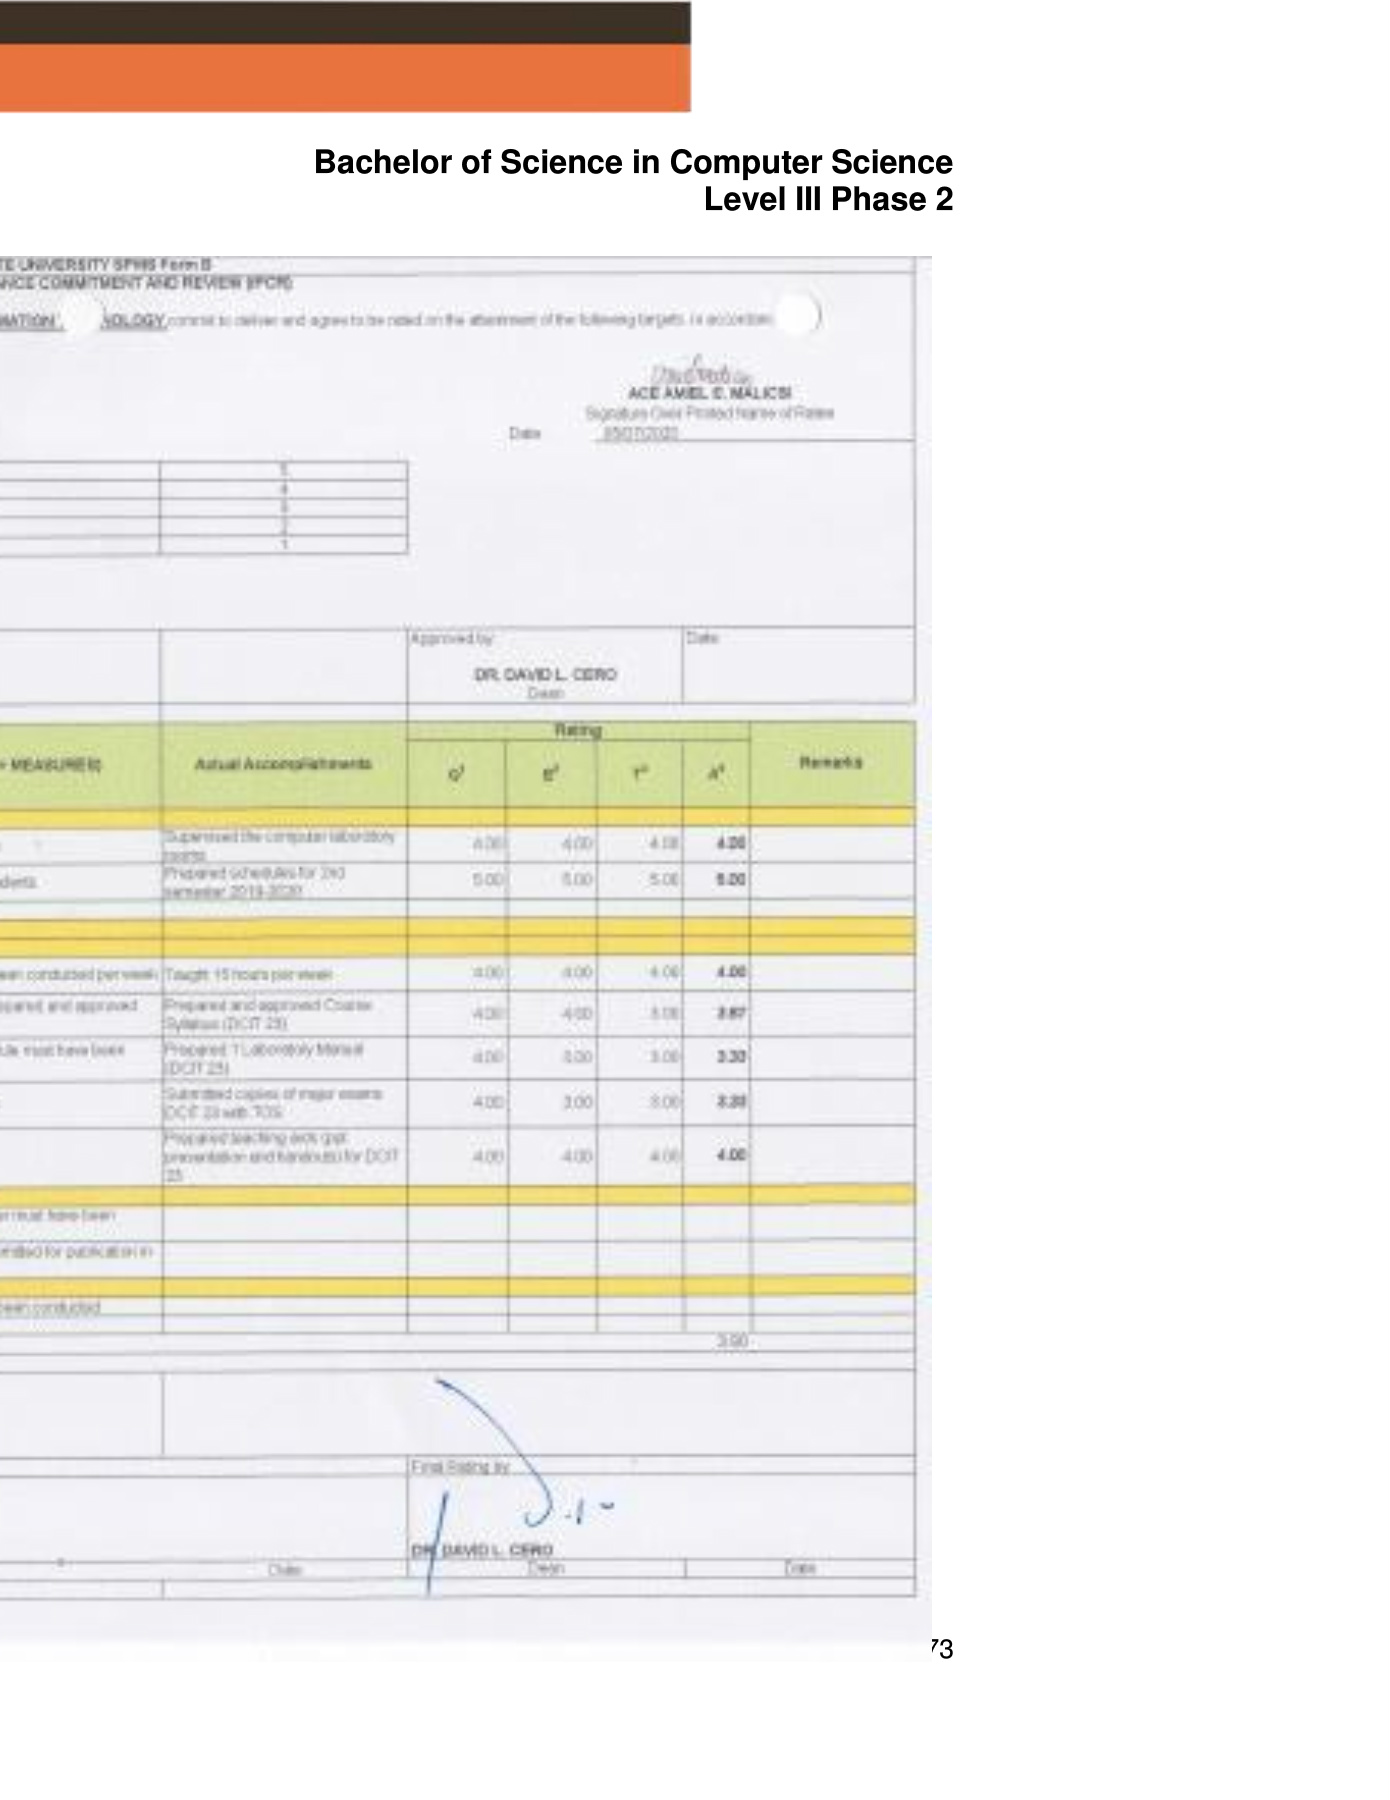 Bachelor of Science in Computer Science
Level III Phase 2
TE UNIVERSITY SPMS Form B
ANCE COMMITMENT AND REVIEW (IPCR)
MATION NOLOGY commit to deliver and agree to be rated on the attainment of the following targets in accordance
ACE AMIEL E. MALICSI
Signature Over Printed Name of Ratee
Date
5
4
3
2
1
Approved by Date
DR. DAVID L. CERO
Dean
Rating
MEASURES) Actual Accomplishments Q¹ E² T³ A⁴ Remarks
Supervised the computer laboratory
rooms
4.00 4.00 4.00 4.00
dents Prepared schedules for 2nd
semester 2019-2020
5.00 5.00 5.00 5.00
een conducted per week Taught 15 hours per week 4.00 4.00 4.00 4.00
epared and approved Prepared and approved Course
Syllabus (DCIT 23)
4.00 4.00 3.00 3.67
ule must have been Prepared 1 Laboratory Manual
(DCIT 23)
4.00 3.00 3.00 3.33
Submitted copies of major exams
DCIT 23 with TOS
4.00 3.00 3.00 3.33
Prepared teaching aids (ppt
presentation and handouts) for DCIT
23
4.00 4.00 4.00 4.00
er must have been
mitted for publication in
been conducted
3.90
Final Rating by
DR. DAVID L. CERO
Date Dean Date
73